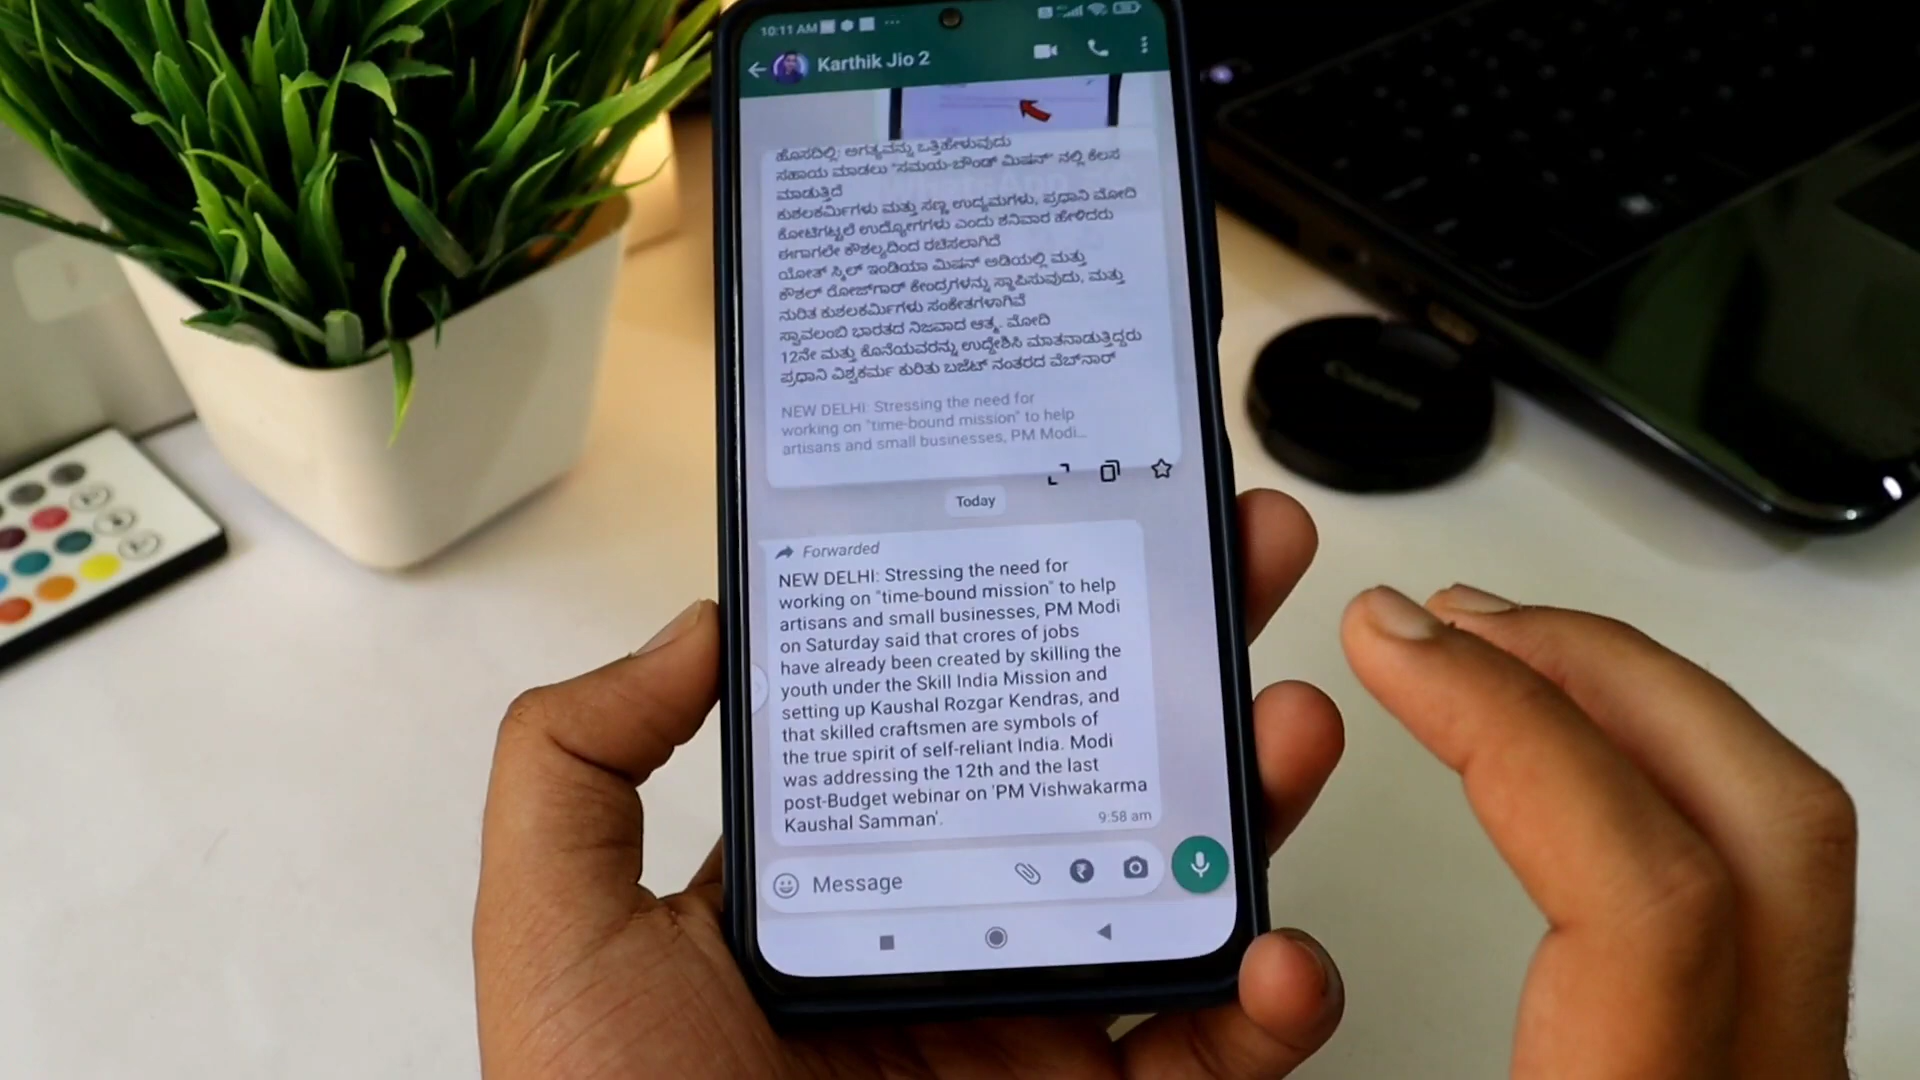 10:11 AM
Karthik Jio 2
ಹೊಸದಿಲ್ಲಿ: ಅಗತ್ಯವನ್ನು ಒತ್ತಿಹೇಳುವುದು
ಸಹಾಯ ಮಾಡಲು "ಸಮಯ-ಬೌಂಡ್ ಮಿಷನ್" ನಲ್ಲಿ ಕೆಲಸ
ಮಾಡುತ್ತಿದೆ
ಕುಶಲಕರ್ಮಿಗಳು ಮತ್ತು ಸಣ್ಣ ಉದ್ಯಮಗಳು, ಪ್ರಧಾನಿ ಮೋದಿ
ಕೋಟಿಗಟ್ಟಲೆ ಉದ್ಯೋಗಗಳು ಎಂದು ಶನಿವಾರ ಹೇಳಿದರು
ಈಗಾಗಲೇ ಕೌಶಲ್ಯದಿಂದ ರಚಿಸಲಾಗಿದೆ
ಯೋತ್ ಸ್ಕಿಲ್ ಇಂಡಿಯಾ ಮಿಷನ್ ಅಡಿಯಲ್ಲಿ ಮತ್ತು
ಕೌಶಲ್ ರೋಜ್‌ಗಾರ್ ಕೇಂದ್ರಗಳನ್ನು ಸ್ಥಾಪಿಸುವುದು, ಮತ್ತು
ನುರಿತ ಕುಶಲಕರ್ಮಿಗಳು ಸಂಕೇತಗಳಾಗಿವೆ
ಸ್ವಾವಲಂಬಿ ಭಾರತದ ನಿಜವಾದ ಆತ್ಮ. ಮೋದಿ
12ನೇ ಮತ್ತು ಕೊನೆಯವರನ್ನು ಉದ್ದೇಶಿಸಿ ಮಾತನಾಡುತ್ತಿದ್ದರು
ಪ್ರಧಾನಿ ವಿಶ್ವಕರ್ಮ ಕುರಿತು ಬಜೆಟ್ ನಂತರದ ವೆಬ್‌ನಾರ್
NEW DELHI: Stressing the need for
working on "time-bound mission" to help
artisans and small businesses, PM Modi...
Today
Forwarded
NEW DELHI: Stressing the need for
working on "time-bound mission" to help
artisans and small businesses, PM Modi
on Saturday said that crores of jobs
have already been created by skilling the
youth under the Skill India Mission and
setting up Kaushal Rozgar Kendras, and
that skilled craftsmen are symbols of
the true spirit of self-reliant India. Modi
was addressing the 12th and the last
post-Budget webinar on 'PM Vishwakarma
Kaushal Samman'.
9:58 am
Message
Canon